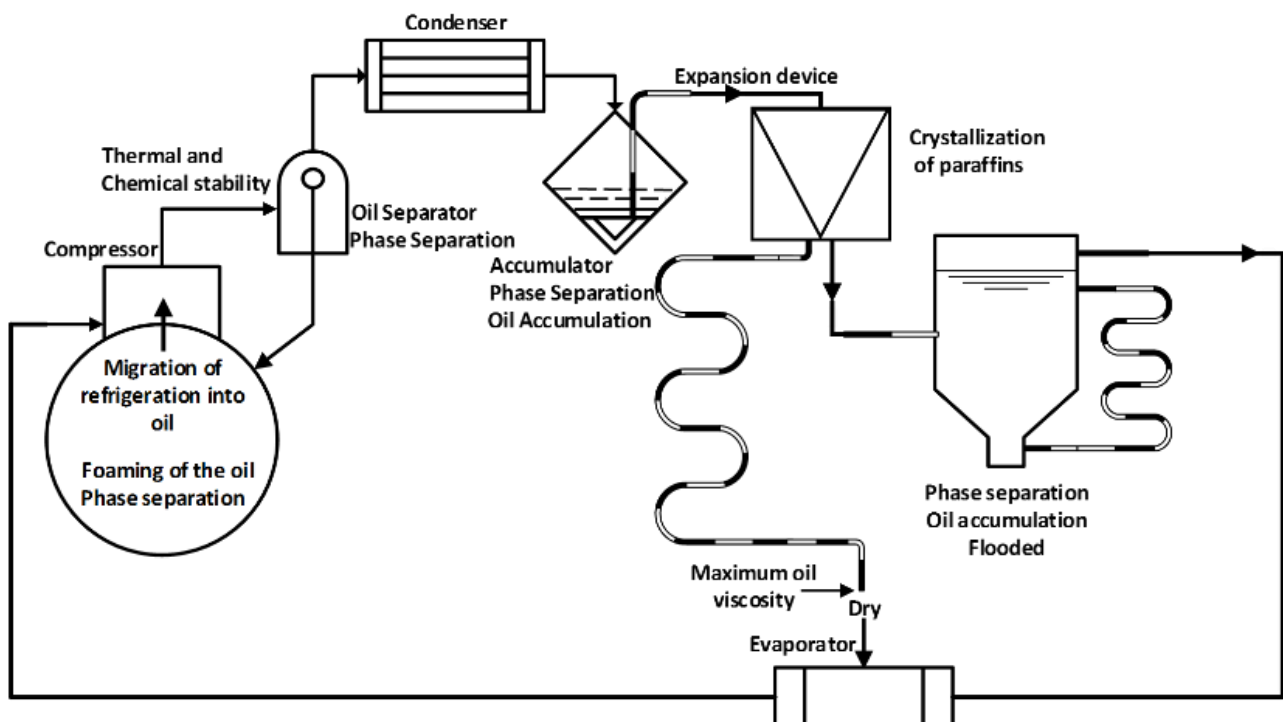 Condenser
Expansion device
Crystallization
of paraffins
Thermal and
Chemical stability
Oil Separator
Phase Separation
Compressor
Accumulator
Phase Separation
Oil Accumulation
Migration of
refrigeration into
oil
Foaming of the oil
Phase separation
Phase separation
Oil accumulation
Flooded
Maximum oil
viscosity
Dry
Evaporator